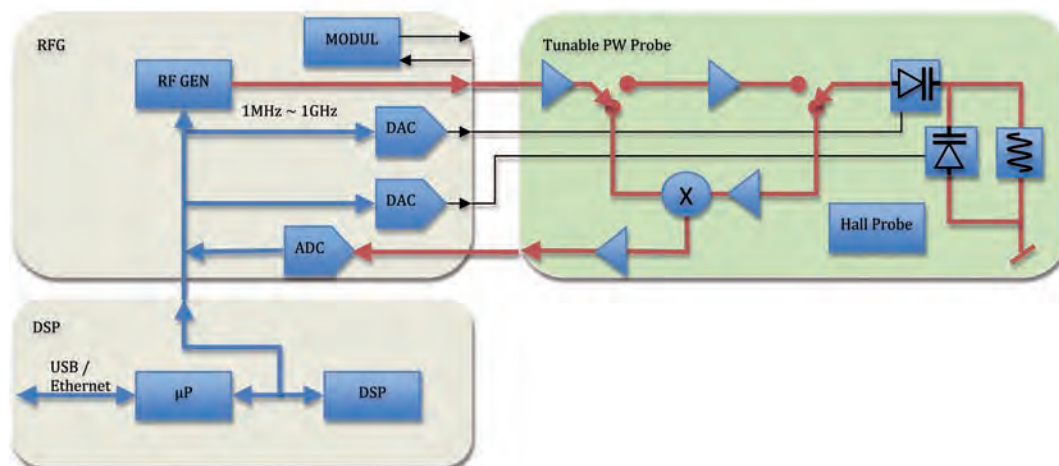 RFG
MODUL
Tunable PW Probe
RF GEN
1MHz ~ 1GHz
DAC
DAC
X
Hall Probe
ADC
DSP
USB /
Ethernet
µP
DSP